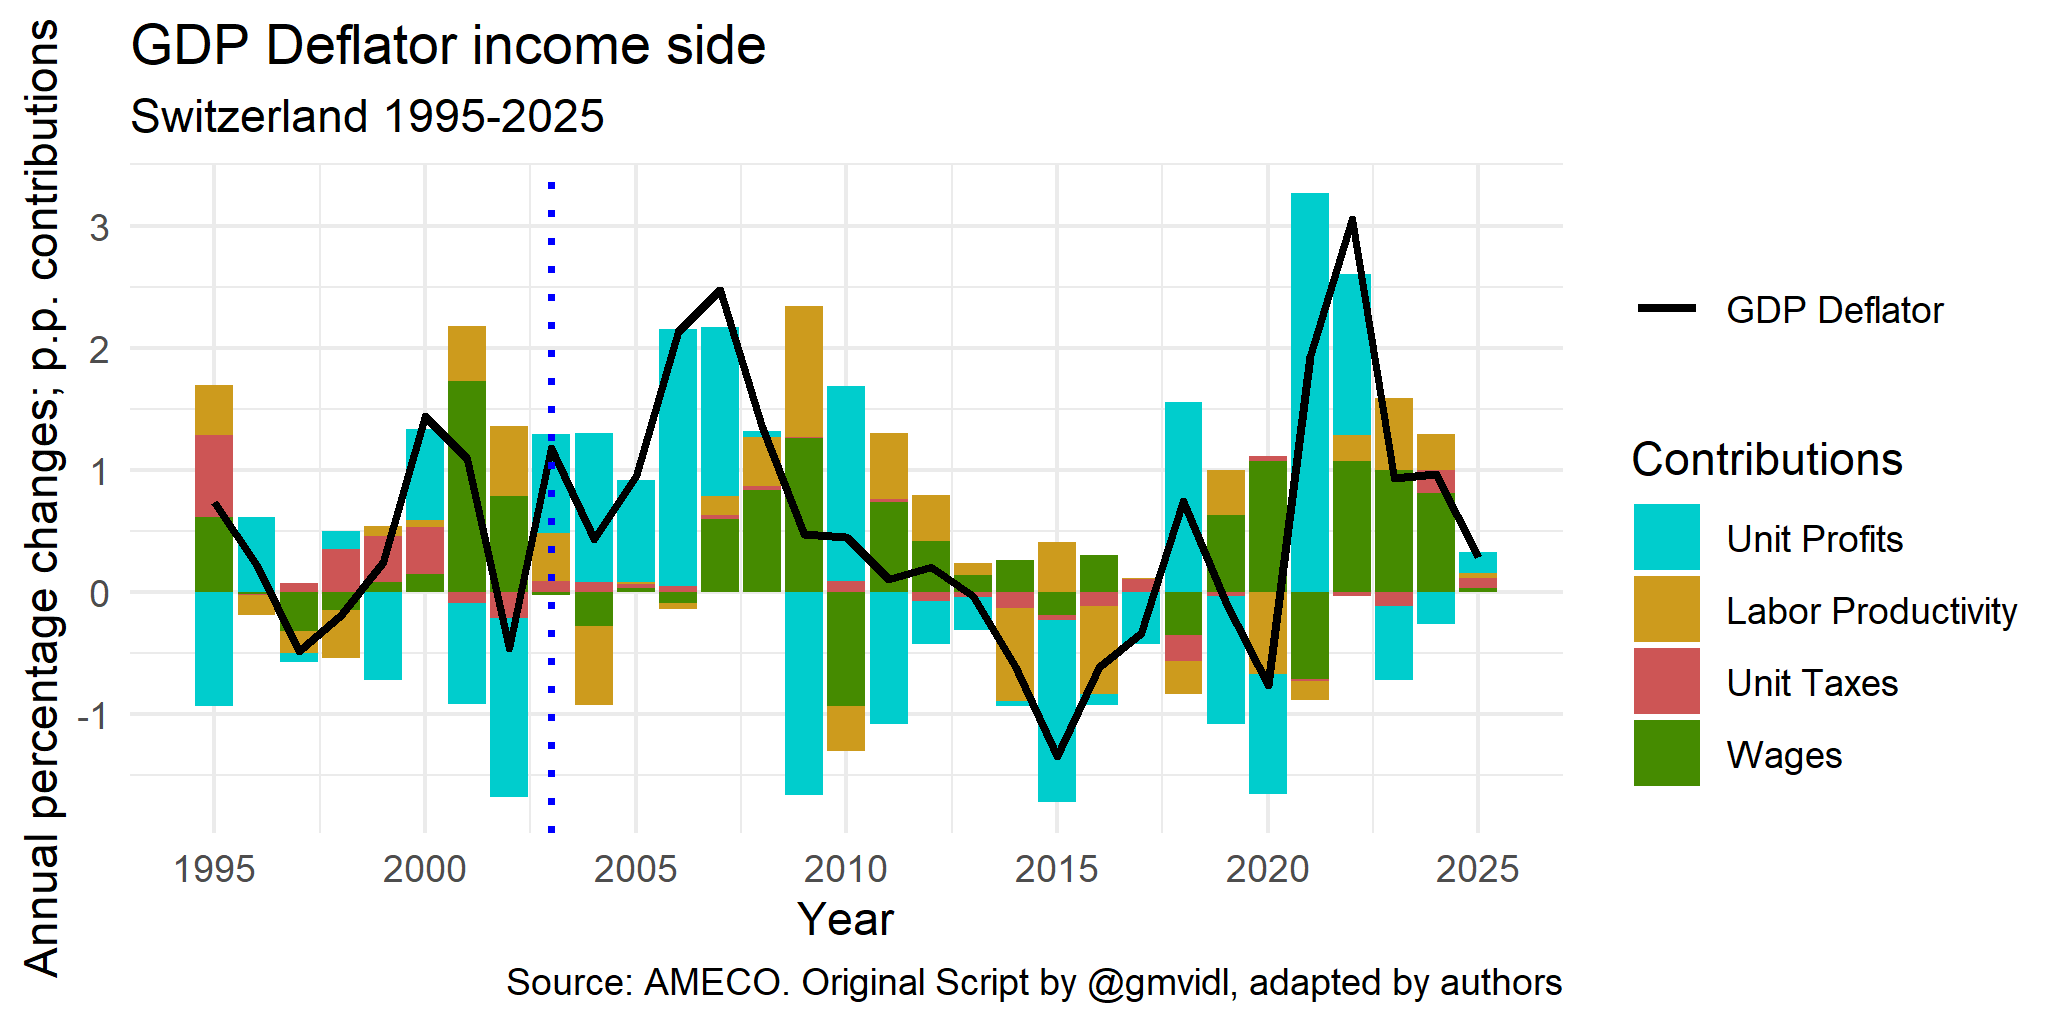 GDP Deflator income side
Switzerland 1995-2025
Annual percentage changes; p.p. contributions
3
2
1
0
-1
1995 2000 2005 2010 2015 2020 2025
Year
GDP Deflator
Contributions
Unit Profits
Labor Productivity
Unit Taxes
Wages
Source: AMECO. Original Script by @gmvidl, adapted by authors